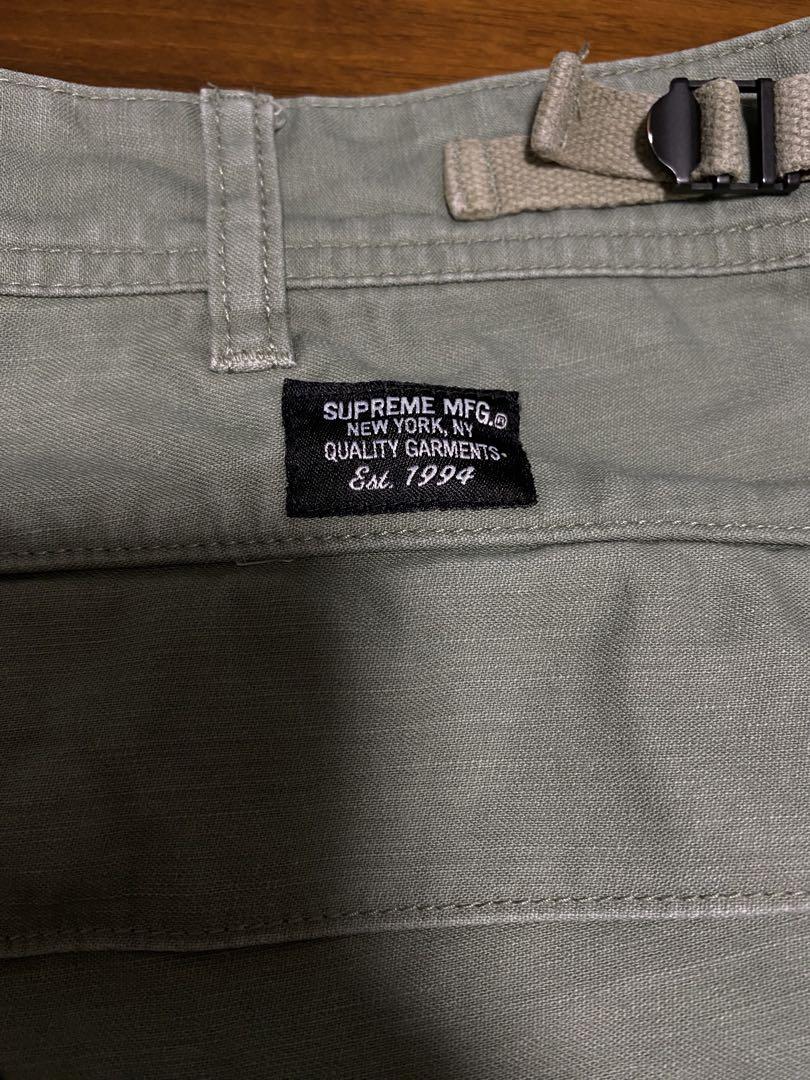 SUPREME MFG.®
NEW YORK, NY
QUALITY GARMENTS-
Est. 1994